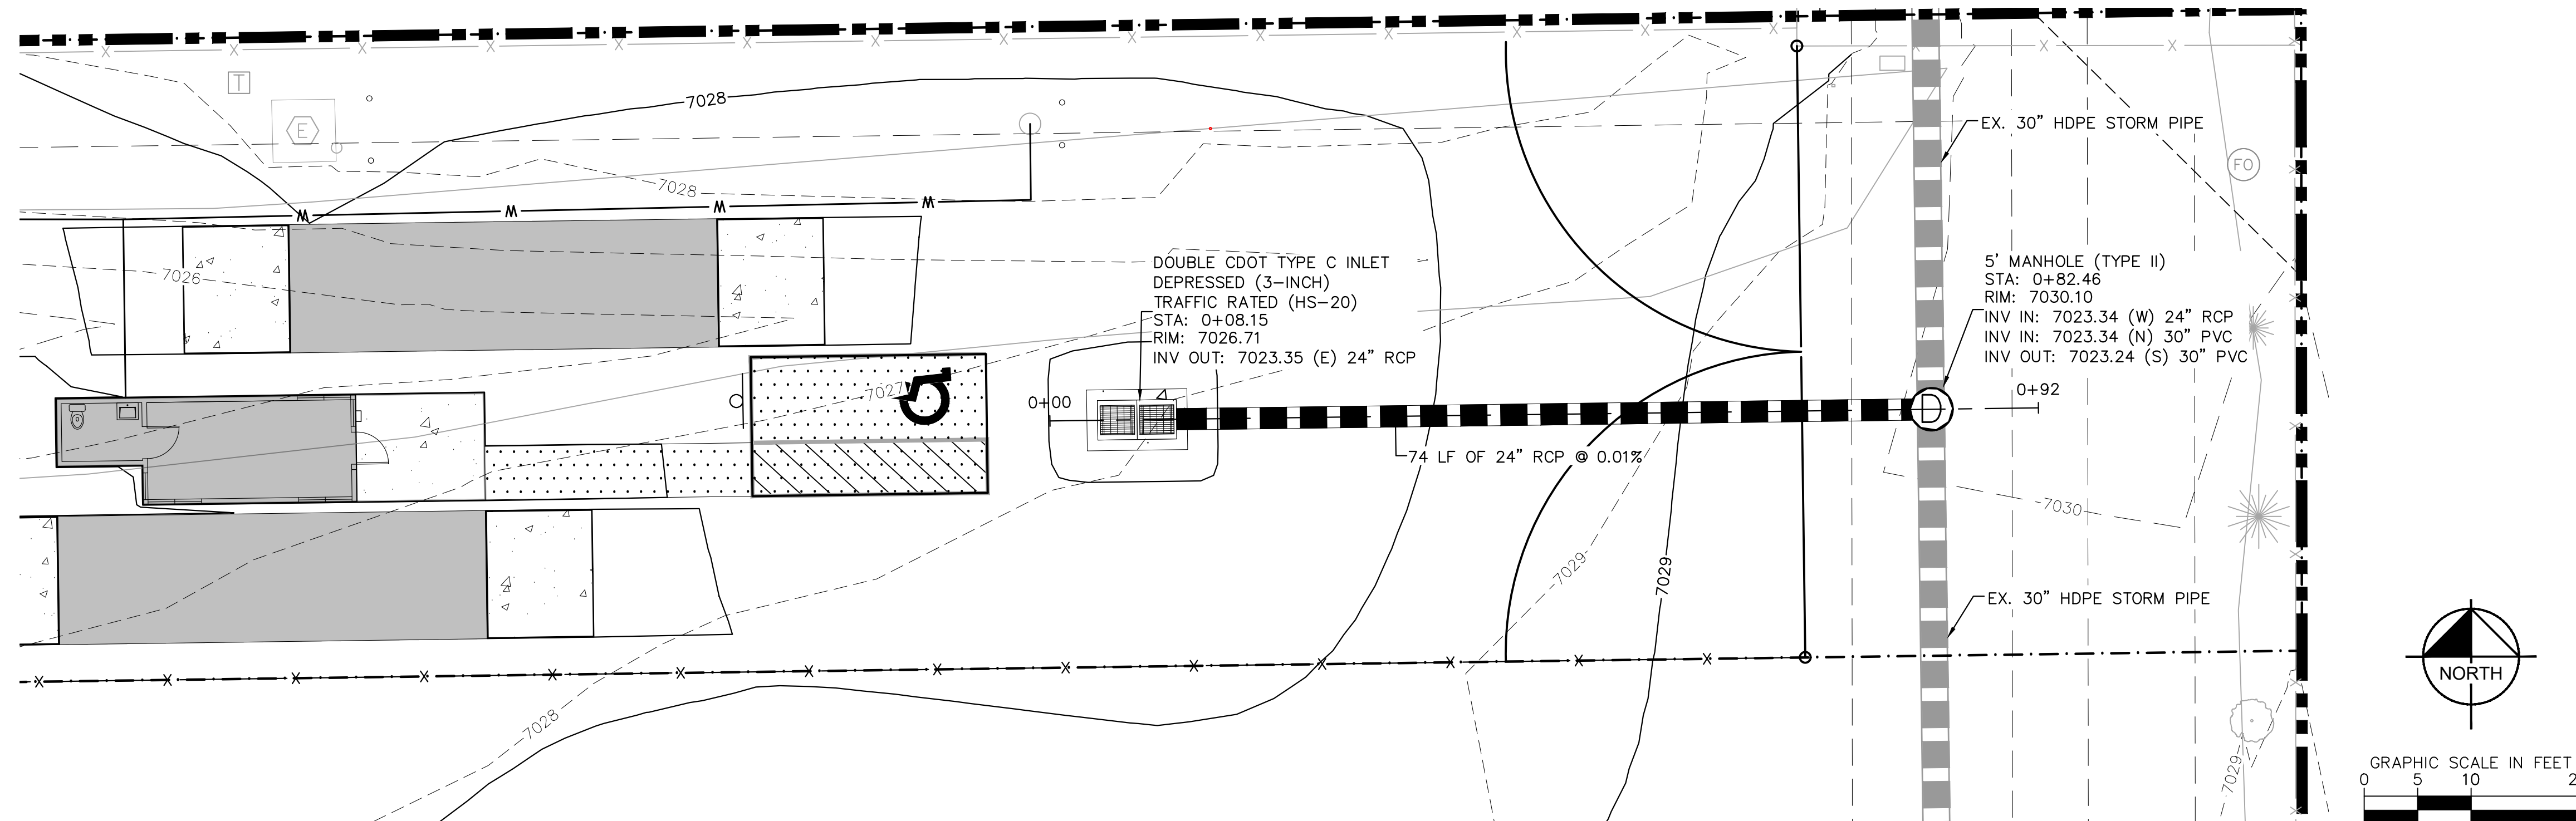 T
E
7028
7028
7026
7027
DOUBLE CDOT TYPE C INLET
DEPRESSED (3-INCH)
TRAFFIC RATED (HS-20)
STA: 0+08.15
RIM: 7026.71
INV OUT: 7023.35 (E) 24" RCP
0+00
74 LF OF 24" RCP @ 0.01%
EX. 30" HDPE STORM PIPE
FO
5' MANHOLE (TYPE II)
STA: 0+82.46
RIM: 7030.10
INV IN: 7023.34 (W) 24" RCP
INV IN: 7023.34 (N) 30" PVC
INV OUT: 7023.24 (S) 30" PVC
0+92
D
7030
7029
7029
EX. 30" HDPE STORM PIPE
7028
7029
NORTH
GRAPHIC SCALE IN FEET
0 5 10 2